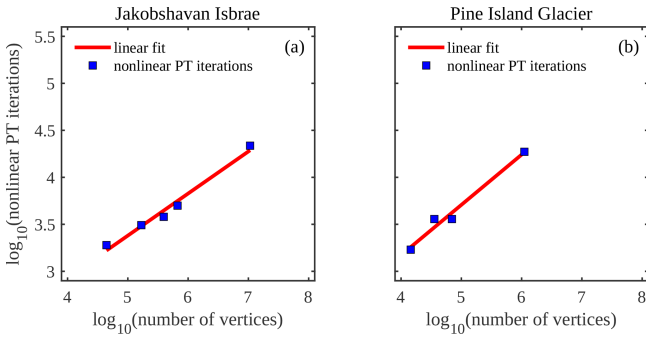 Jakobshavan Isbrae
Pine Island Glacier
log10(nonlinear PT iterations)
5.5
5
4.5
4
3.5
3
linear fit
nonlinear PT iterations
(a)
4 5 6 7 8
log10(number of vertices)
linear fit
nonlinear PT iterations
(b)
4 5 6 7 8
log10(number of vertices)